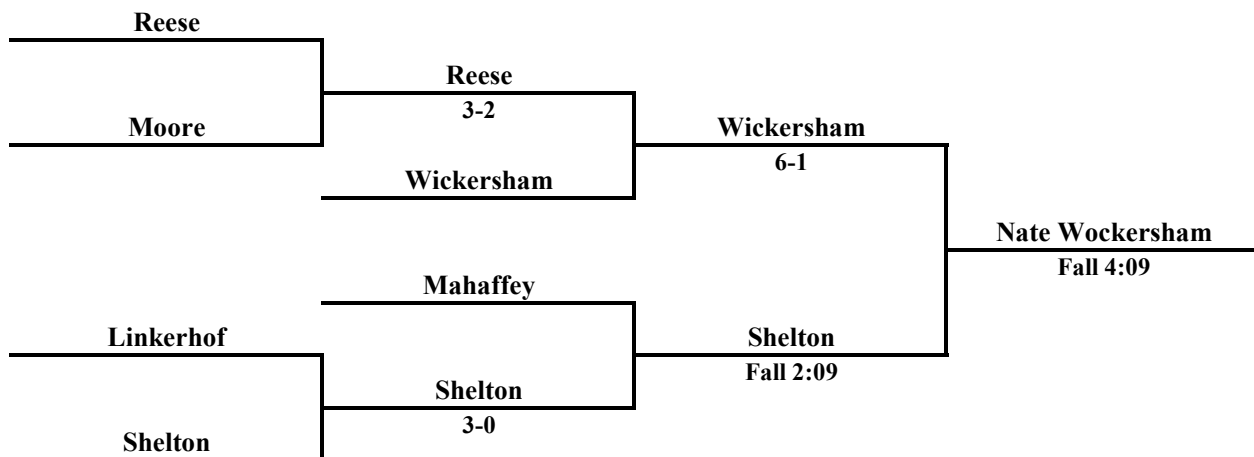 Reese
Reese
3-2
Moore
Wickersham
6-1
Wickersham
Nate Wockersham
Fall 4:09
Mahaffey
Linkerhof
Shelton
Fall 2:09
Shelton
3-0
Shelton